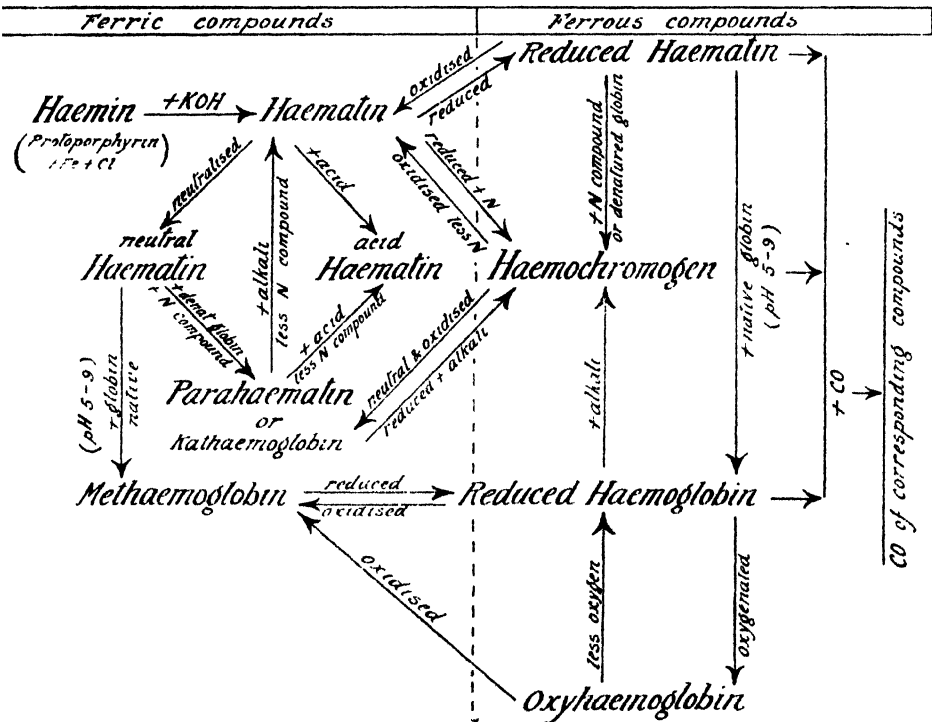 Ferric compounds
Ferrous compounds
Reduced Haematin
oxidised
reduced
Haemin
+KOH
Haematin
(Protoporphyrin
+Fe+Cl)
neutralised
+alkali
less N compound
+acid
reduced + N
oxidised less N
+N compound
or denatured globin
+native globin
(pH 5-9)
neutral
Haematin
acid
Haematin
Haemochromogen
+denat globin
+ N compound
+ acid
less N compound
neutral & oxidised
reduced + alkali
+alkali
+ CO
CO of corresponding compounds
Parahaematin
or
Kathaemoglobin
(pH 5-9)
globin
native
Methaemoglobin
reduced
oxidised
Reduced Haemoglobin
oxidised
less oxygen
oxygenated
Oxyhaemoglobin